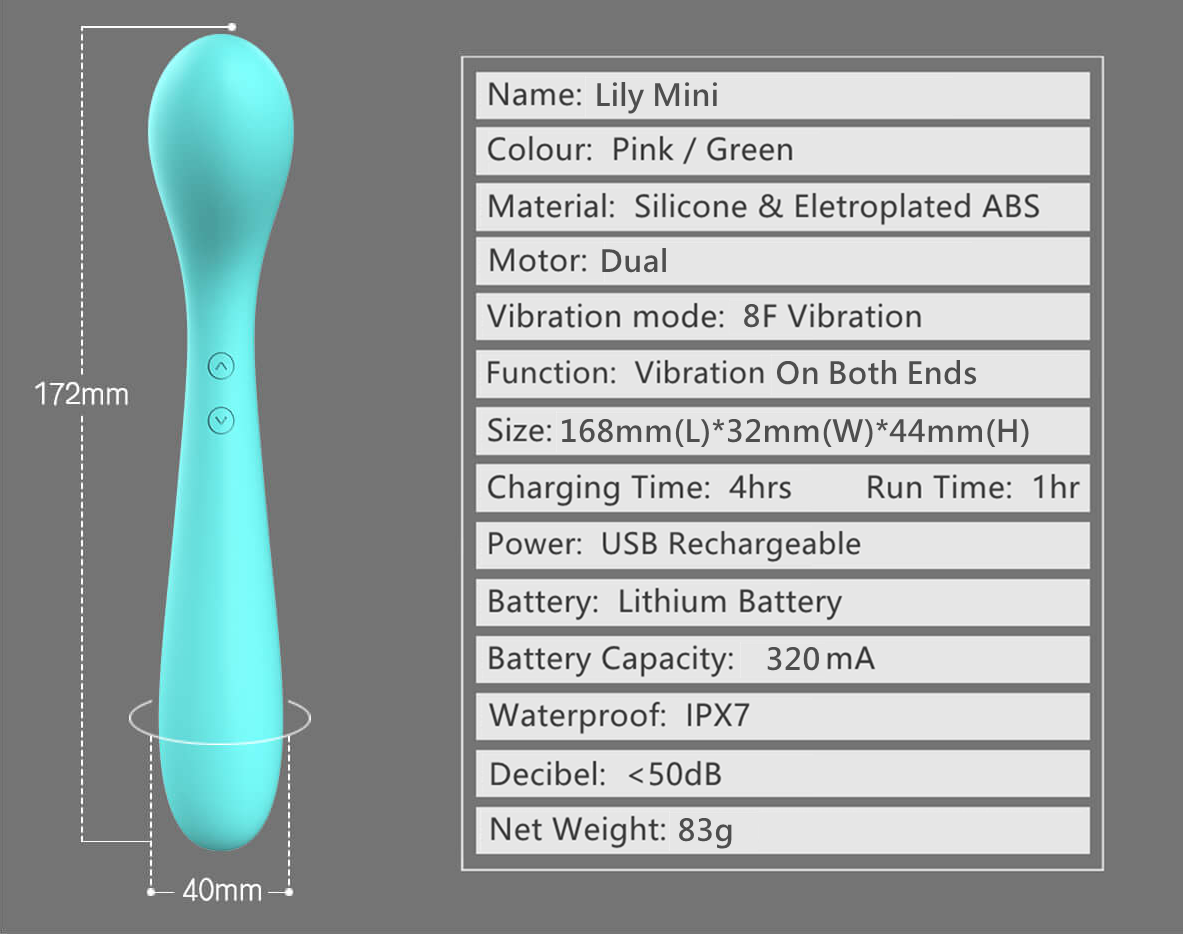 172mm
40mm
Name: Lily Mini
Colour: Pink / Green
Material: Silicone & Eletroplated ABS
Motor: Dual
Vibration mode: 8F Vibration
Function: Vibration On Both Ends
Size: 168mm(L)*32mm(W)*44mm(H)
Charging Time: 4hrs Run Time: 1hr
Power: USB Rechargeable
Battery: Lithium Battery
Battery Capacity: 320 mA
Waterproof: IPX7
Decibel: <50dB
Net Weight: 83g